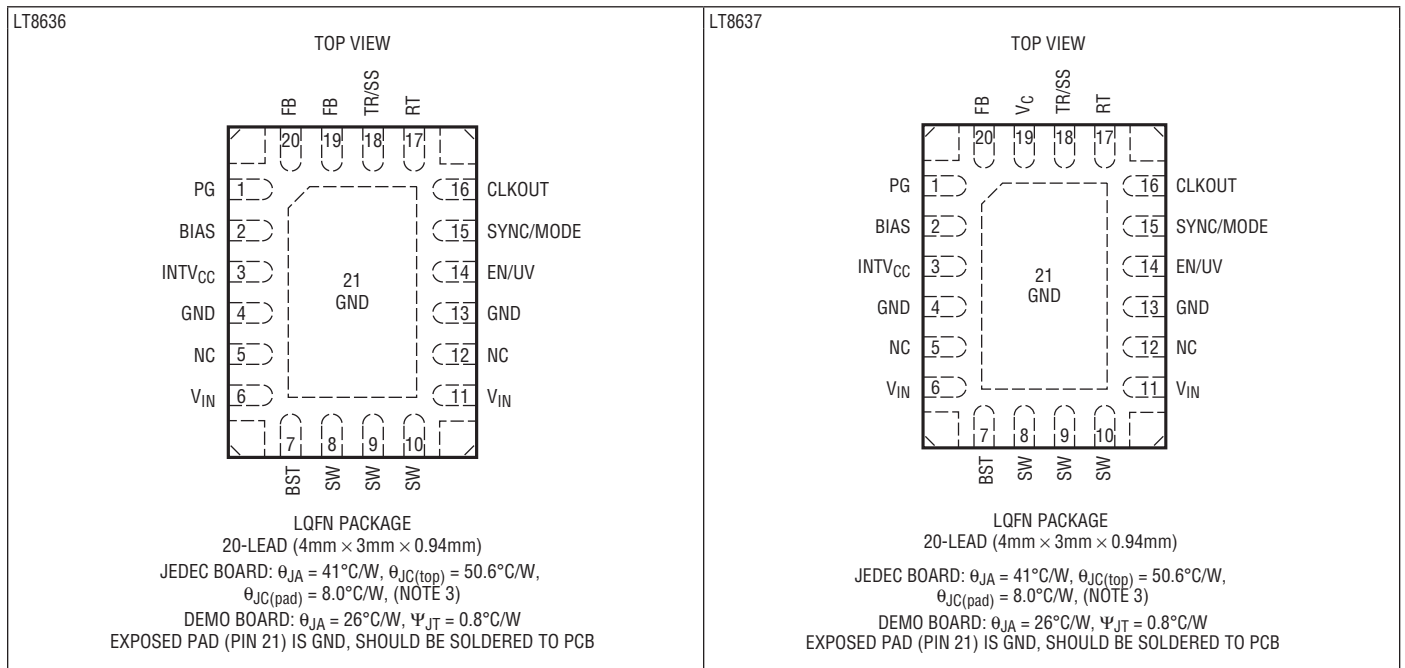 LT8636
TOP VIEW
FB
FB
TR/SS
RT
20
19
18
17
PG 1
16 CLKOUT
BIAS 2
15 SYNC/MODE
INTVCC 3
14 EN/UV
21
GND
GND 4
13 GND
NC 5
12 NC
VIN 6
11 VIN
7
8
9
10
BST
SW
SW
SW
LQFN PACKAGE
20-LEAD (4mm × 3mm × 0.94mm)
JEDEC BOARD: θJA = 41°C/W, θJC(top) = 50.6°C/W,
θJC(pad) = 8.0°C/W, (NOTE 3)
DEMO BOARD: θJA = 26°C/W, ΨJT = 0.8°C/W
EXPOSED PAD (PIN 21) IS GND, SHOULD BE SOLDERED TO PCB
LT8637
TOP VIEW
FB
VC
TR/SS
RT
20
19
18
17
PG 1
16 CLKOUT
BIAS 2
15 SYNC/MODE
INTVCC 3
14 EN/UV
21
GND
GND 4
13 GND
NC 5
12 NC
VIN 6
11 VIN
7
8
9
10
BST
SW
SW
SW
LQFN PACKAGE
20-LEAD (4mm × 3mm × 0.94mm)
JEDEC BOARD: θJA = 41°C/W, θJC(top) = 50.6°C/W,
θJC(pad) = 8.0°C/W, (NOTE 3)
DEMO BOARD: θJA = 26°C/W, ΨJT = 0.8°C/W
EXPOSED PAD (PIN 21) IS GND, SHOULD BE SOLDERED TO PCB